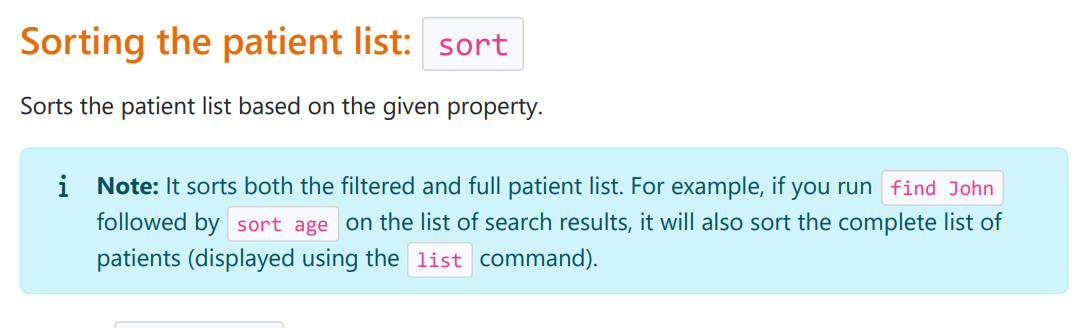 Sorting the patient list: sort
Sorts the patient list based on the given property.
i Note: It sorts both the filtered and full patient list. For example, if you run find John
followed by sort age on the list of search results, it will also sort the complete list of
patients (displayed using the list command).